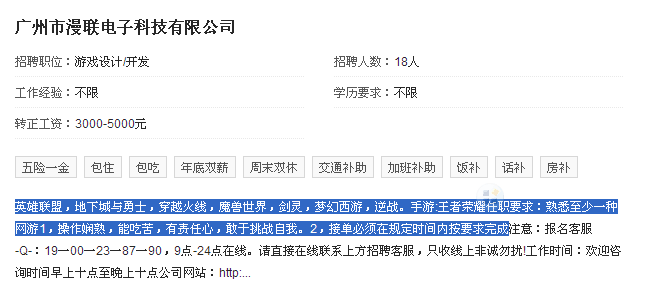 广州市漫联电子科技有限公司
招聘职位：游戏设计/开发 招聘人数：18人
工作经验：不限 学历要求：不限
转正工资：3000-5000元
五险一金 包住 包吃 年底双薪 周末双休 交通补助 加班补助 饭补 话补 房补
英雄联盟，地下城与勇士，穿越火线，魔兽世界，剑灵，梦幻西游，逆战。手游:王者荣耀任职要求：熟悉至少一种
网游1，操作娴熟，能吃苦，有责任心，敢于挑战自我。2，接单必须在规定时间内按要求完成注意：报名客服
-Q-：19一00一23一87一90，9点-24点在线。请直接在线联系上方招聘客服，只收线上非诚勿扰!工作时间：欢迎咨
询时间早上十点至晚上十点公司网站：http:...